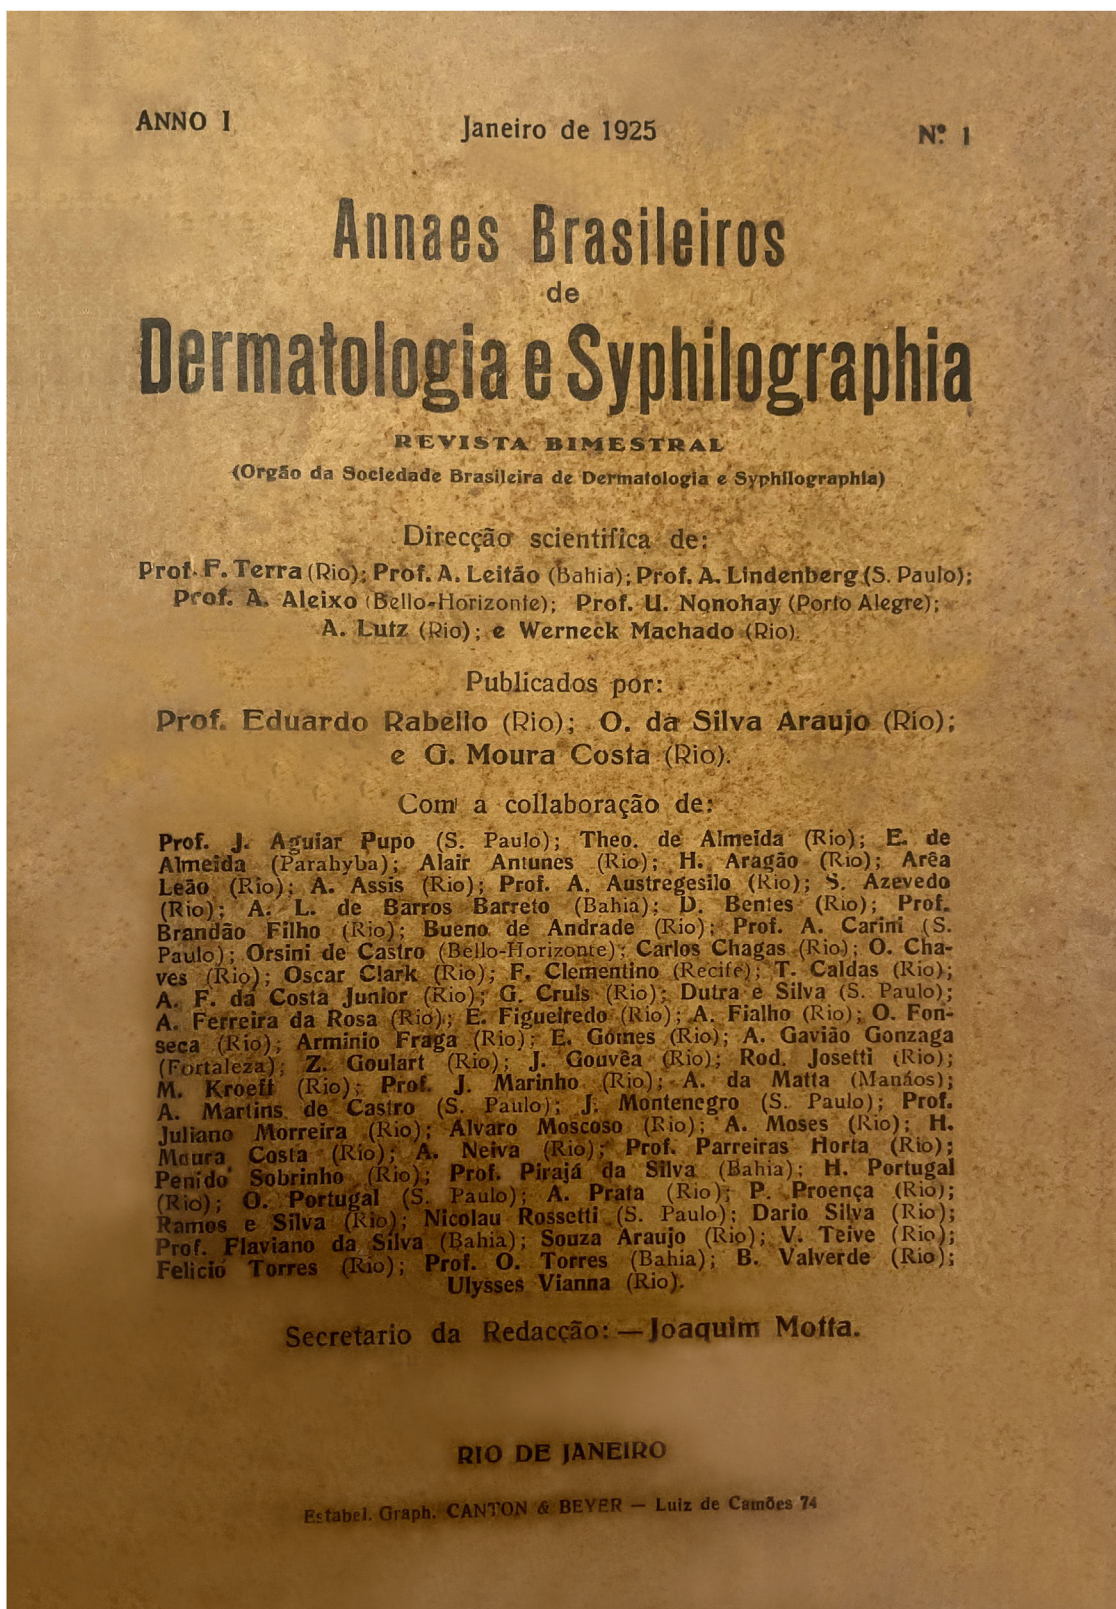 ANNO I
Janeiro de 1925
Nº 1
Annaes Brasileiros
de
Dermatologia e Syphilographia
REVISTA BIMESTRAL
(Orgão da Sociedade Brasileira de Dermatologia e Syphilographia)
Direcção scientifica de:
Prof. F. Terra (Rio); Prof. A. Leitão (Bahia); Prof. A. Lindenberg (S. Paulo);
Prof. A. Aleixo (Bello-Horizonte); Prof. U. Nonohay (Porto Alegre);
A. Lutz (Rio); e Werneck Machado (Rio).
Publicados por:
Prof. Eduardo Rabello (Rio); O. da Silva Araujo (Rio);
e G. Moura Costa (Rio).
Com a collaboração de:
Prof. J. Aguiar Pupo (S. Paulo); Theo. de Almeida (Rio); E. de
Almeida (Parahyba); Alair Antunes (Rio); H. Aragão (Rio); Arêa
Leão (Rio); A. Assis (Rio); Prof. A. Austregesilo (Rio); S. Azevedo
(Rio); A. L. de Barros Barreto (Bahia); D. Bentes (Rio); Prof.
Brandão Filho (Rio); Bueno de Andrade (Rio); Prof. A. Carini (S.
Paulo); Orsini de Castro (Bello-Horizonte); Carlos Chagas (Rio); O. Cha-
ves (Rio); Oscar Clark (Rio); F. Clementino (Recife); T. Caldas (Rio);
A. F. da Costa Junior (Rio); G. Cruls (Rio); Dutra e Silva (S. Paulo);
A. Ferreira da Rosa (Rio); E. Figueiredo (Rio); A. Fialho (Rio); O. Fon-
seca (Rio); Arminio Fraga (Rio); E. Gomes (Rio); A. Gavião Gonzaga
(Fortaleza); Z. Goulart (Rio); J. Gouvêa (Rio); Rod. Josetti (Rio);
M. Kroeff (Rio); Prof. J. Marinho (Rio); A. da Matta (Manáos);
A. Martins de Castro (S. Paulo); J. Montenegro (S. Paulo); Prof.
Juliano Morreira (Rio); Alvaro Moscoso (Rio); A. Moses (Rio); H.
Moura Costa (Rio); A. Neiva (Rio); Prof. Parreiras Horta (Rio);
Penido Sobrinho (Rio); Prof. Pirajá da Silva (Bahia); H. Portugal
(Rio); O. Portugal (S. Paulo); A. Prata (Rio); P. Proença (Rio);
Ramos e Silva (Rio); Nicolau Rossetti (S. Paulo); Dario Silva (Rio);
Prof. Flaviano da Silva (Bahia); Souza Araujo (Rio); V. Teive (Rio);
Felicio Torres (Rio); Prof. O. Torres (Bahia); B. Valverde (Rio);
Ulysses Vianna (Rio).
Secretario da Redacção: — Joaquim Motta.
RIO DE JANEIRO
Estabel. Graph. CANTON & BEYER — Luiz de Camões 74